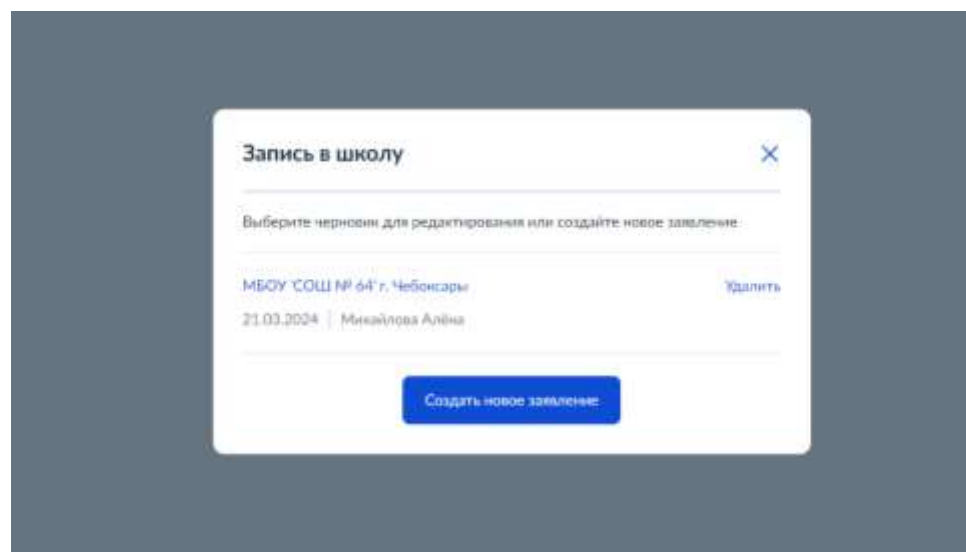 Запись в школу
Выберите черновик для редактирования или создайте новое заявление
МБОУ "СОШ № 64" г. Чебоксары
Удалить
21.03.2024 | Михайлова Алёна
Создать новое заявление